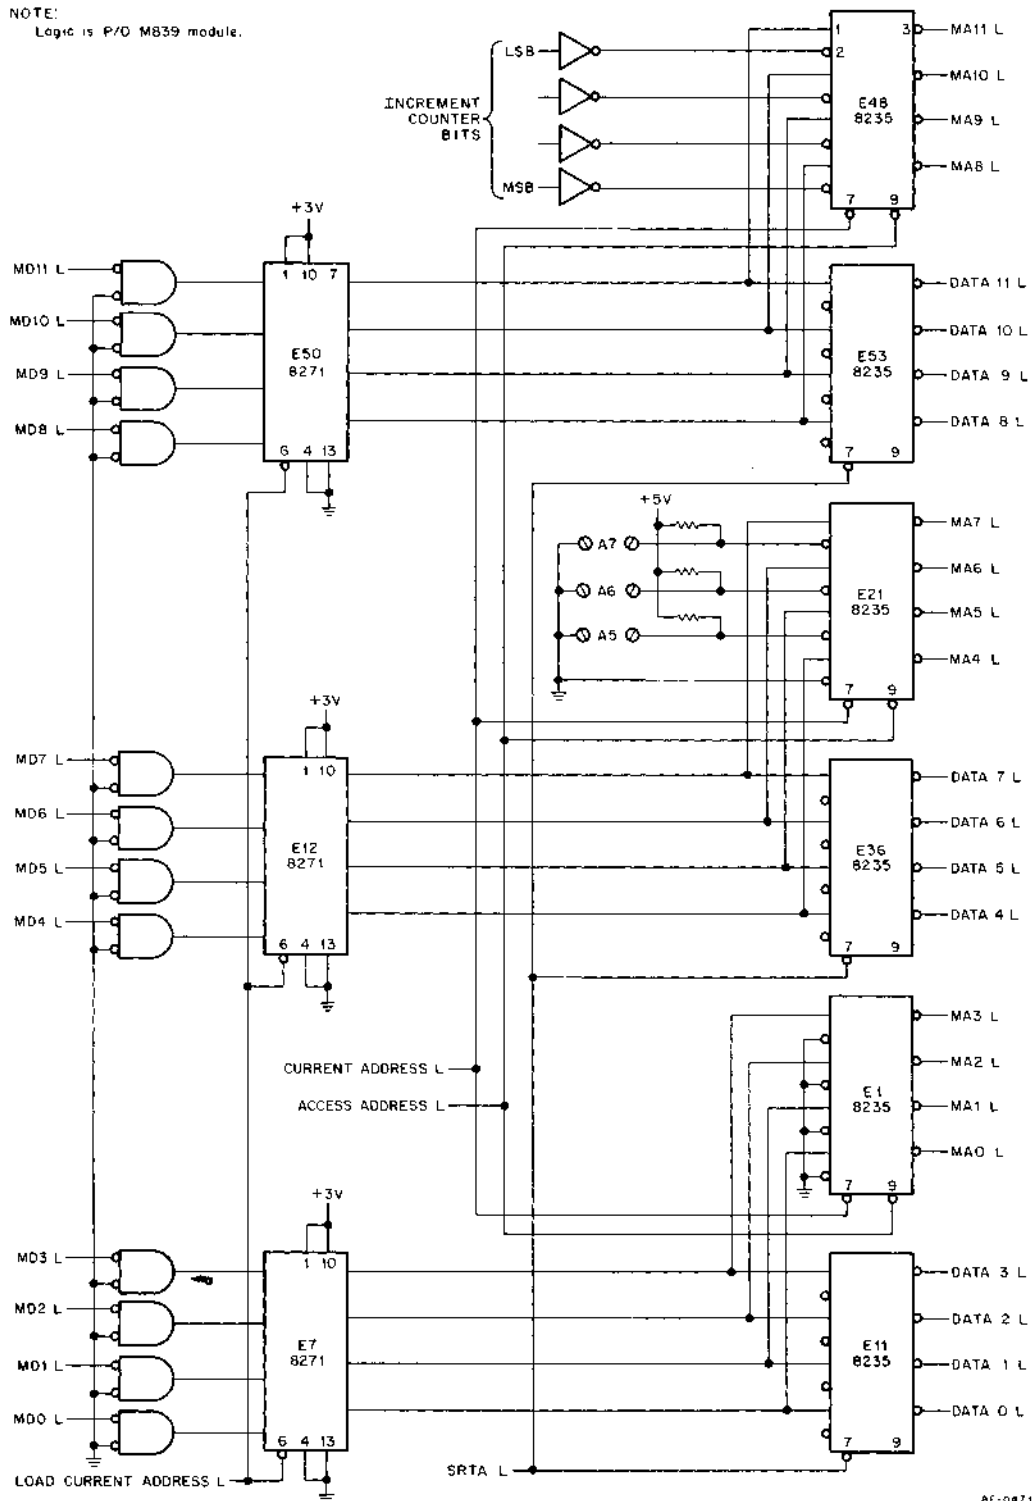 NOTE:
Logic is P/O M839 module.
INCREMENT
COUNTER
BITS
LSB
MSB
1
2
3
E48
8235
7 9
MA11 L
MA10 L
MA9 L
MA8 L
+3V
MD11 L
MD10 L
MD9 L
MD8 L
1 10 7
E50
8271
6 4 13
E53
8235
7 9
DATA 11 L
DATA 10 L
DATA 9 L
DATA 8 L
+5V
A7
A6
A5
E21
8235
7 9
MA7 L
MA6 L
MA5 L
MA4 L
+3V
MD7 L
MD6 L
MD5 L
MD4 L
1 10
E12
8271
6 4 13
E36
8235
7 9
DATA 7 L
DATA 6 L
DATA 5 L
DATA 4 L
CURRENT ADDRESS L
ACCESS ADDRESS L
E1
8235
7 9
MA3 L
MA2 L
MA1 L
MA0 L
+3V
MD3 L
MD2 L
MD1 L
MD0 L
1 10
E7
8271
6 4 13
E11
8235
7 9
DATA 3 L
DATA 2 L
DATA 1 L
DATA 0 L
LOAD CURRENT ADDRESS L
SRTA L